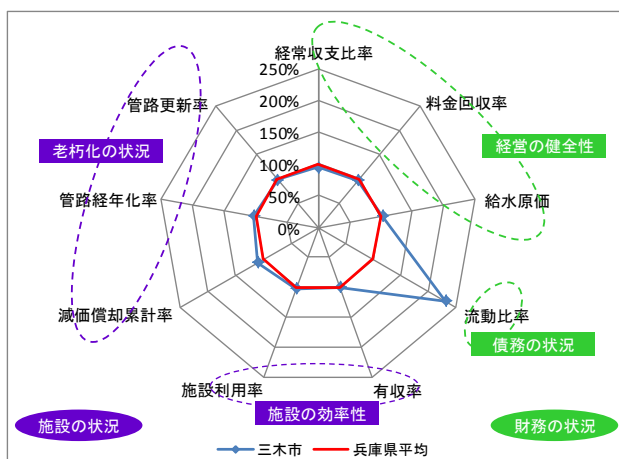 経常収支比率
250%
200%
150%
100%
50%
0%
管路更新率
料金回収率
老朽化の状況
経営の健全性
管路経年化率
給水原価
減価償却累計率
流動比率
債務の状況
施設利用率
有収率
施設の効率性
施設の状況
財務の状況
三木市
兵庫県平均